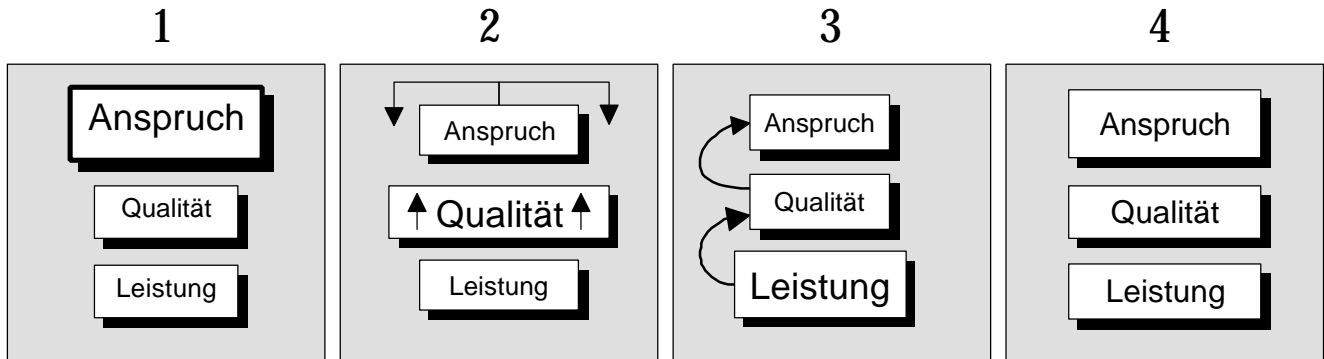 1 2 3 4
Anspruch
Qualität
Leistung
Anspruch
Qualität
Leistung
Anspruch
Qualität
Leistung
Anspruch
Qualität
Leistung